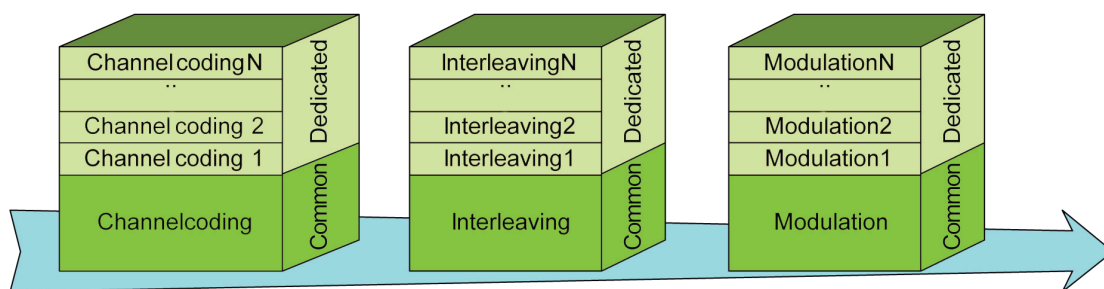 Channel coding N
..
Channel coding 2
Channel coding 1
Channelcoding
Dedicated
Common
InterleavingN
..
Interleaving2
Interleaving1
Interleaving
Dedicated
Common
ModulationN
..
Modulation2
Modulation1
Modulation
Dedicated
Common